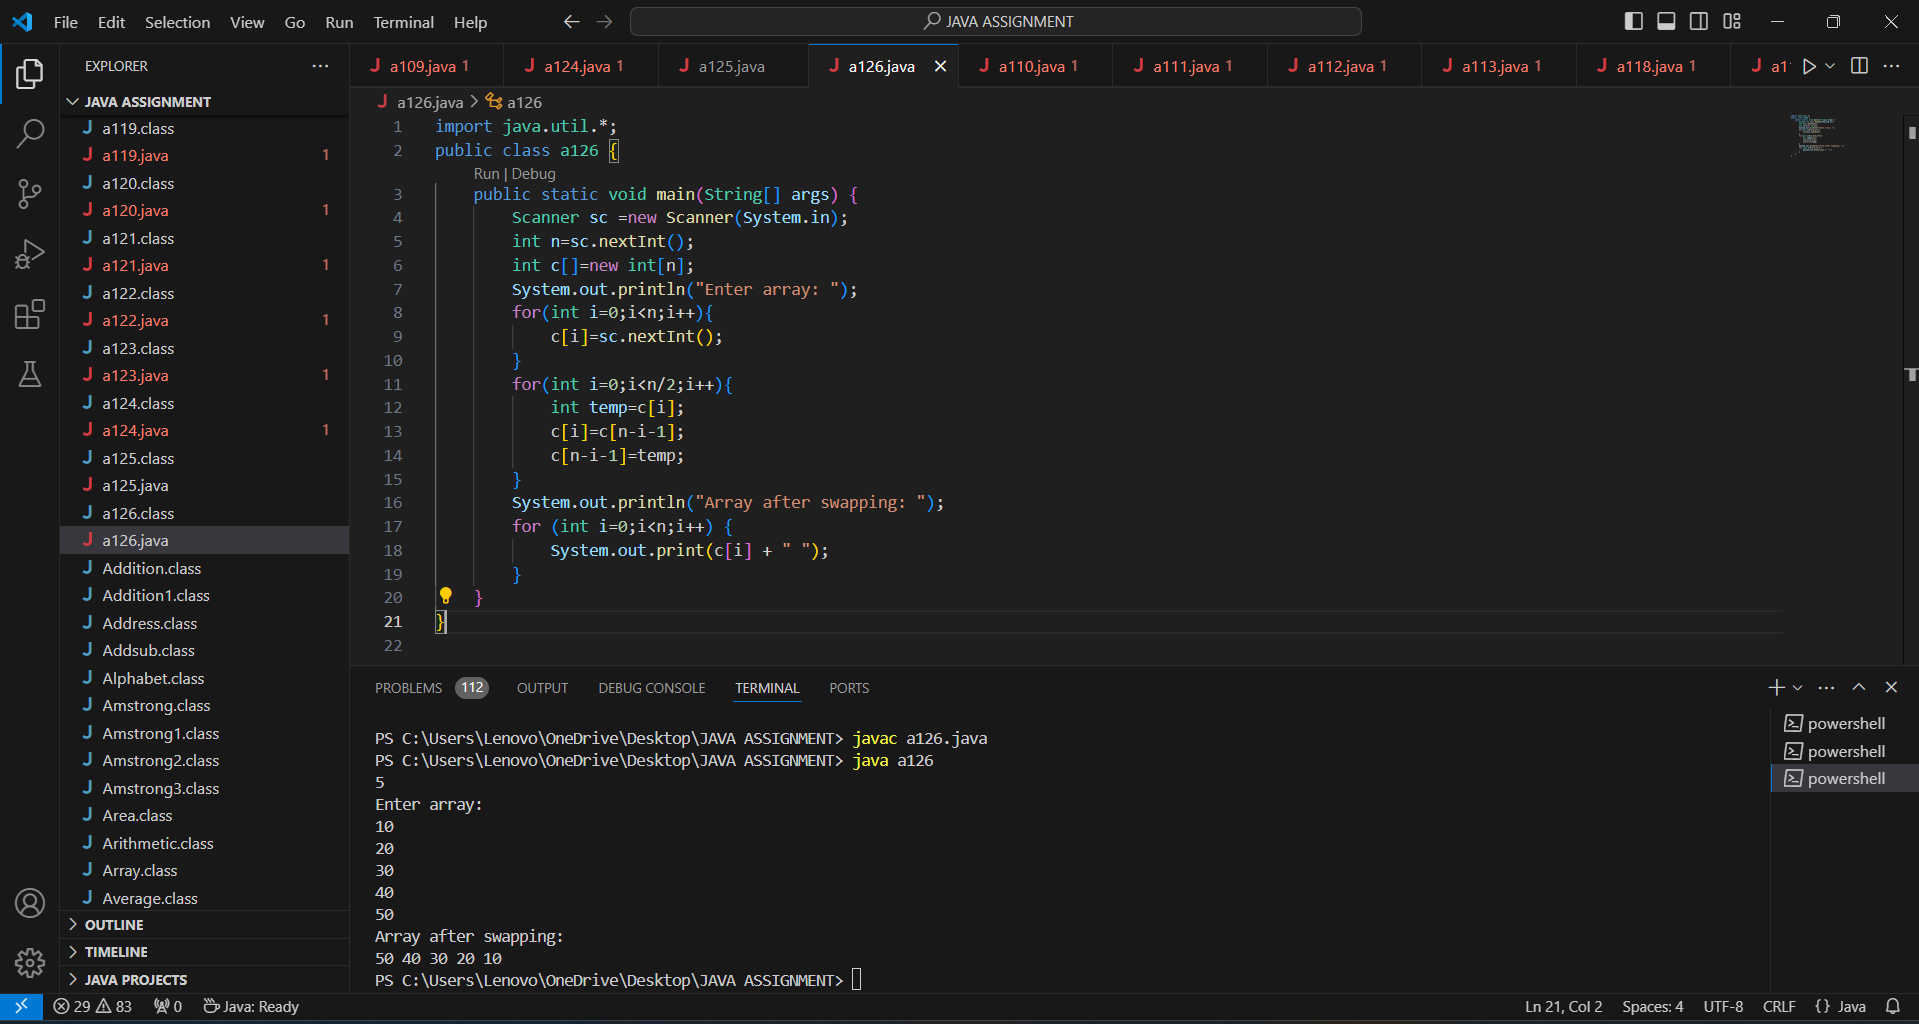 File Edit Selection View Go Run Terminal Help
JAVA ASSIGNMENT
EXPLORER
JAVA ASSIGNMENT
a119.class
a119.java 1
a120.class
a120.java 1
a121.class
a121.java 1
a122.class
a122.java 1
a123.class
a123.java 1
a124.class
a124.java 1
a125.class
a125.java
a126.class
a126.java
Addition.class
Addition1.class
Address.class
Addsub.class
Alphabet.class
Amstrong.class
Amstrong1.class
Amstrong2.class
Amstrong3.class
Area.class
Arithmetic.class
Array.class
Average.class
OUTLINE
TIMELINE
JAVA PROJECTS
a109.java 1 a124.java 1 a125.java a126.java a110.java 1 a111.java 1 a112.java 1 a113.java 1 a118.java 1 a1
a126.java > a126
1 import java.util.*;
2 public class a126 {
Run | Debug
3 public static void main(String[] args) {
4 Scanner sc =new Scanner(System.in);
5 int n=sc.nextInt();
6 int c[]=new int[n];
7 System.out.println("Enter array: ");
8 for(int i=0;i<n;i++){
9 c[i]=sc.nextInt();
10 }
11 for(int i=0;i<n/2;i++){
12 int temp=c[i];
13 c[i]=c[n-i-1];
14 c[n-i-1]=temp;
15 }
16 System.out.println("Array after swapping: ");
17 for (int i=0;i<n;i++) {
18 System.out.print(c[i] + " ");
19 }
20 }
21 }
22
PROBLEMS 112 OUTPUT DEBUG CONSOLE TERMINAL PORTS
PS C:\Users\Lenovo\OneDrive\Desktop\JAVA ASSIGNMENT> javac a126.java
PS C:\Users\Lenovo\OneDrive\Desktop\JAVA ASSIGNMENT> java a126
5
Enter array:
10
20
30
40
50
Array after swapping:
50 40 30 20 10
PS C:\Users\Lenovo\OneDrive\Desktop\JAVA ASSIGNMENT>
powershell
powershell
powershell
29 83 0 Java: Ready Ln 21, Col 2 Spaces: 4 UTF-8 CRLF {} Java